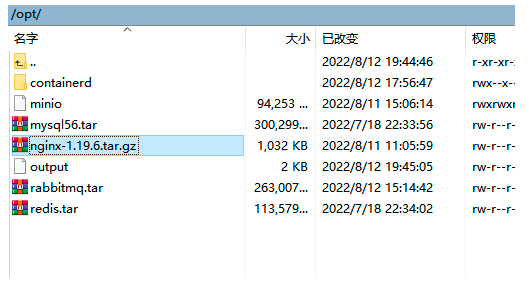 /opt/
名字 大小 已改变 权限
.. 2022/8/12 19:44:46 r-xr-xr-
containerd 2022/8/12 17:56:47 rwx--x--
minio 94,253 ... 2022/8/11 15:06:14 rwxrwxr
mysql56.tar 300,299... 2022/7/18 22:33:56 rw-r--r--
nginx-1.19.6.tar.gz 1,032 KB 2022/8/11 11:05:59 rw-r--r--
output 2 KB 2022/8/12 19:45:05 rw-r--r--
rabbitmq.tar 263,007... 2022/8/12 15:14:42 rw-r--r--
redis.tar 113,579... 2022/7/18 22:34:02 rw-r--r--